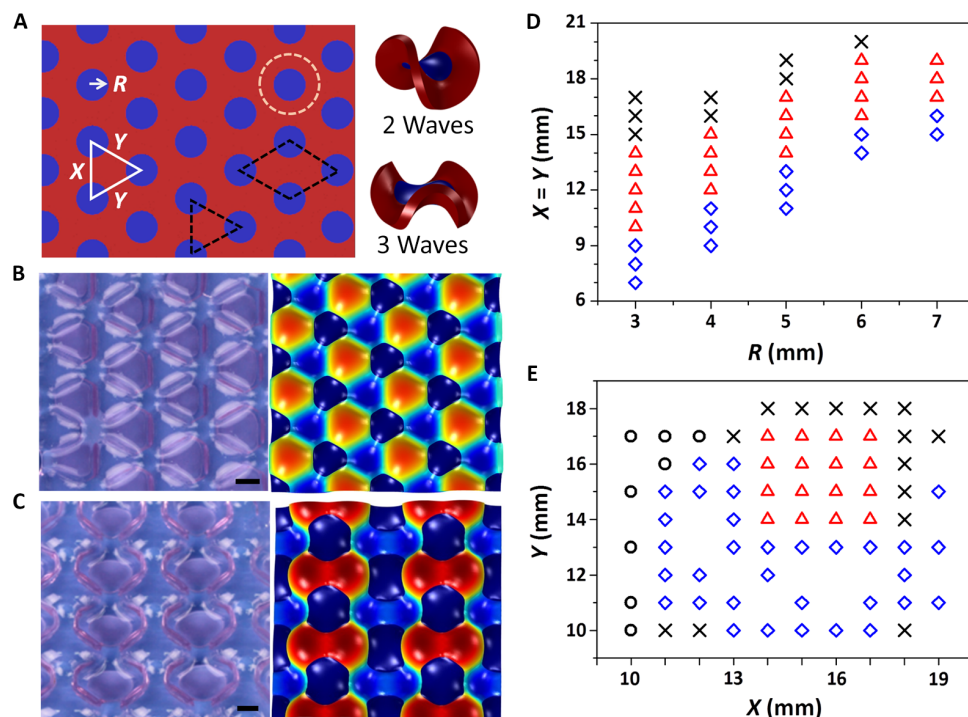 A
R
Y
X
Y
2 Waves
3 Waves
B
C
D
X = Y (mm)
21
18
15
12
9
6
3 4 5 6 7
R (mm)
E
Y (mm)
18
16
14
12
10
10 13 16 19
X (mm)